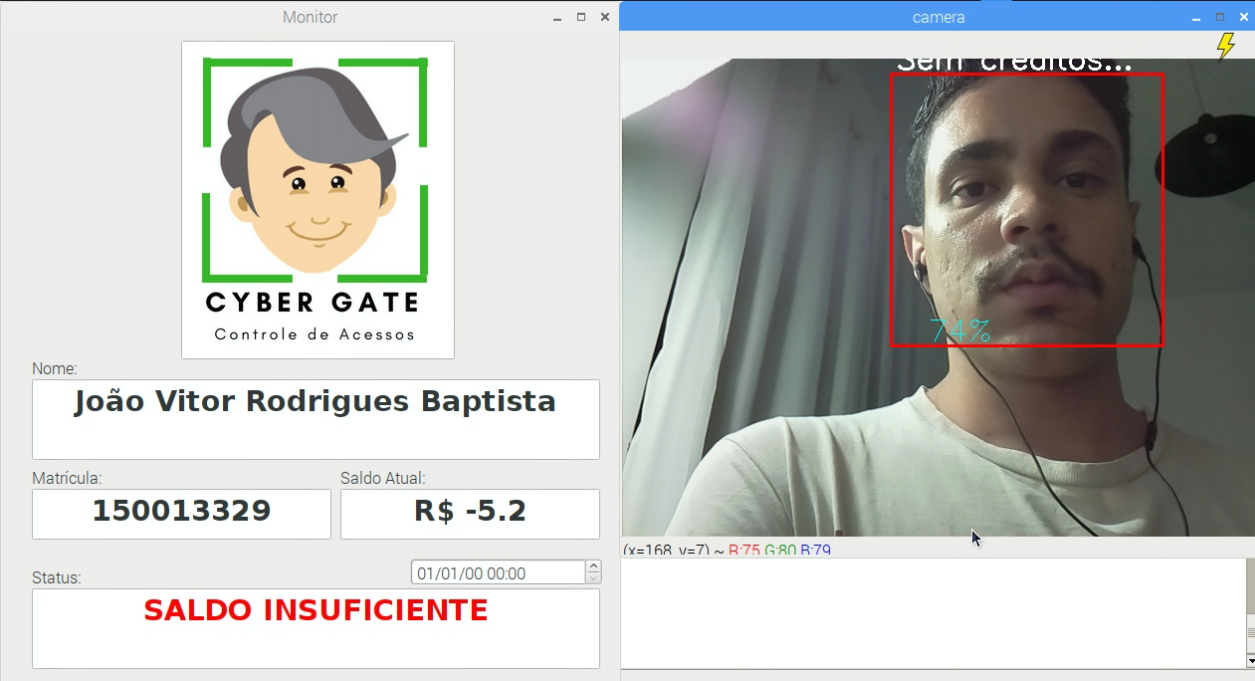 Monitor
camera
CYBER GATE
Controle de Acessos
Nome:
João Vitor Rodrigues Baptista
Matrícula:
Saldo Atual:
150013329
R$ -5.2
Status:
01/01/00 00:00
SALDO INSUFICIENTE
Sem creditos...
74%
(x=168, y=7) ~ R:75 G:80 B:79